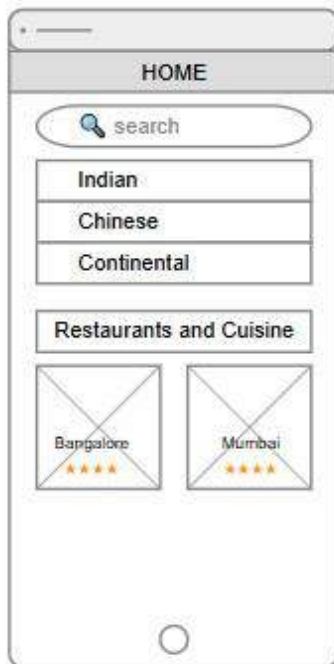 HOME
search
Indian
Chinese
Continental
Restaurants and Cuisine
Bangalore
Mumbai